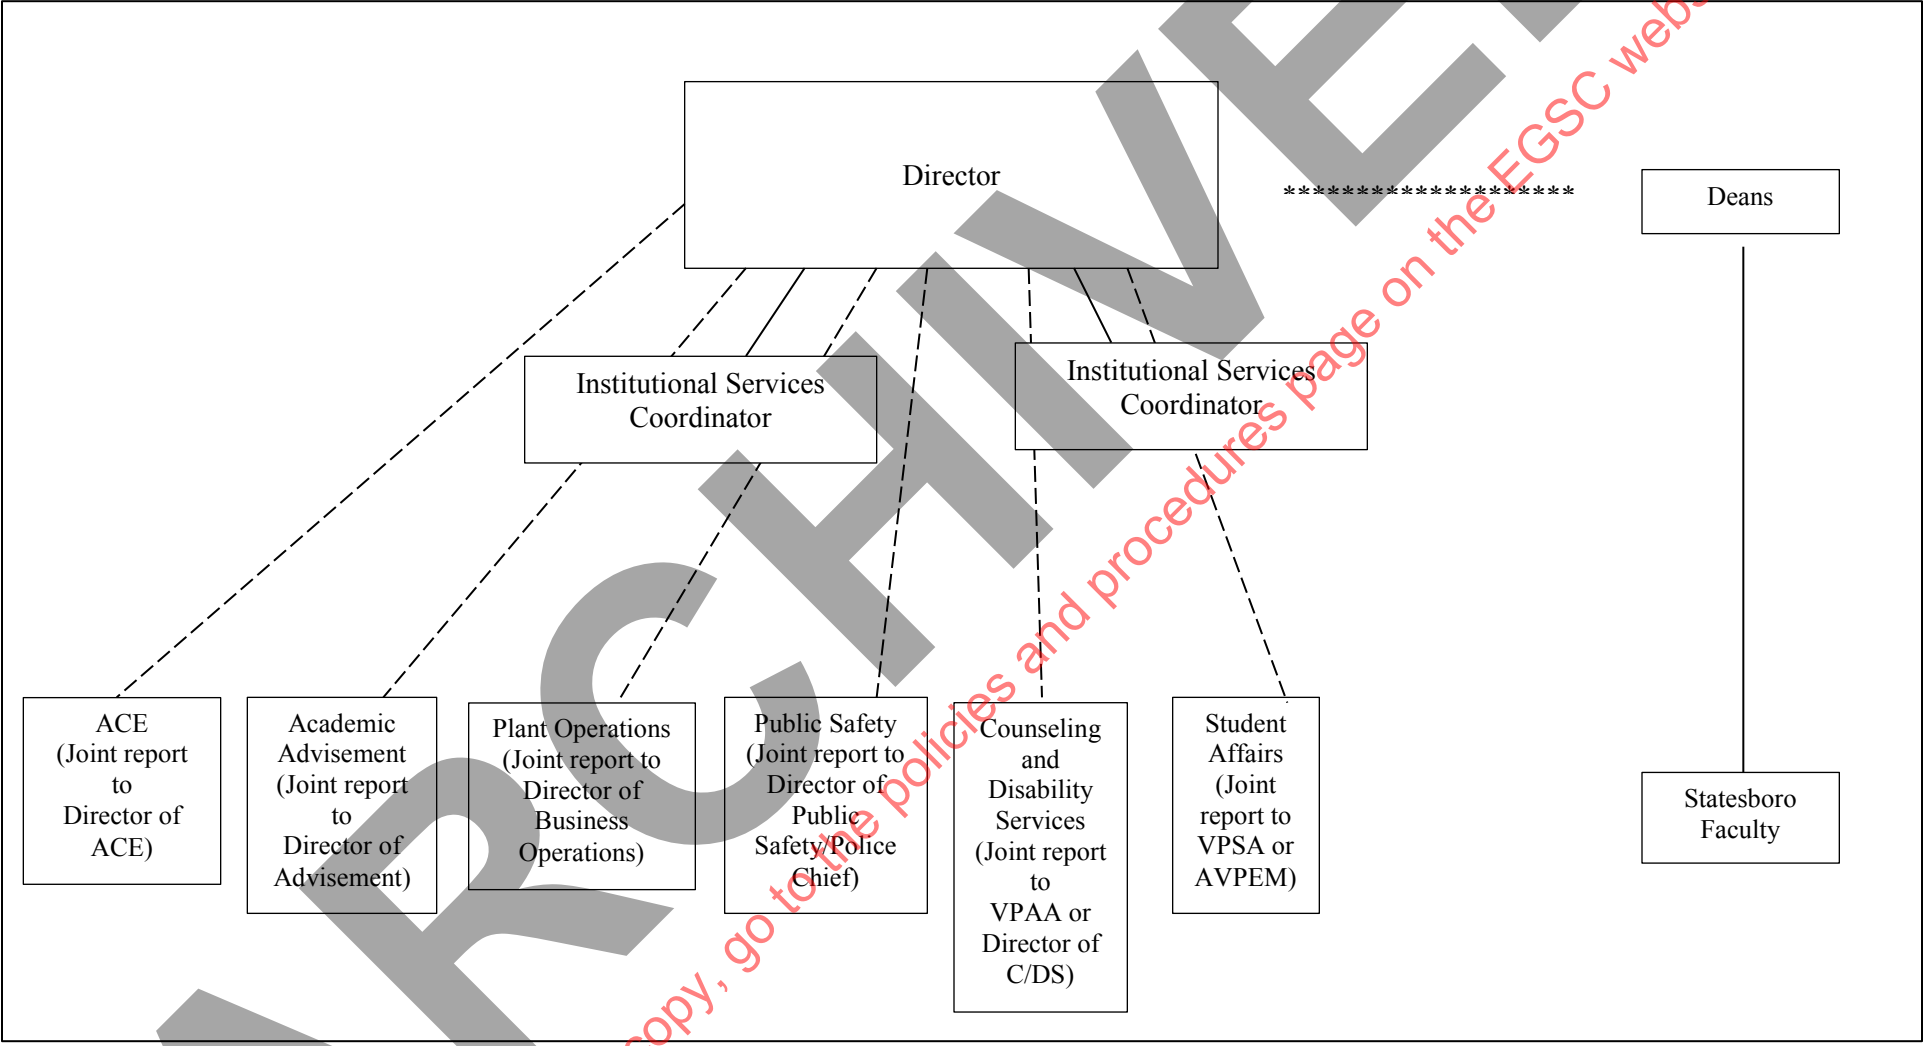 Director
********************
Deans
Institutional Services
Coordinator
Institutional Services
Coordinator
ACE
(Joint report
to
Director of
ACE)
Academic
Advisement
(Joint report
to
Director of
Advisement)
Plant Operations
(Joint report to
Director of
Business
Operations)
Public Safety
(Joint report to
Director of
Public
Safety/Police
Chief)
Counseling
and
Disability
Services
(Joint report
to
VPAA or
Director of
C/DS)
Student
Affairs
(Joint
report to
VPSA or
AVPEM)
Statesboro
Faculty
ARCHIVE
copy, go to the policies and procedures page on the EGSC webs